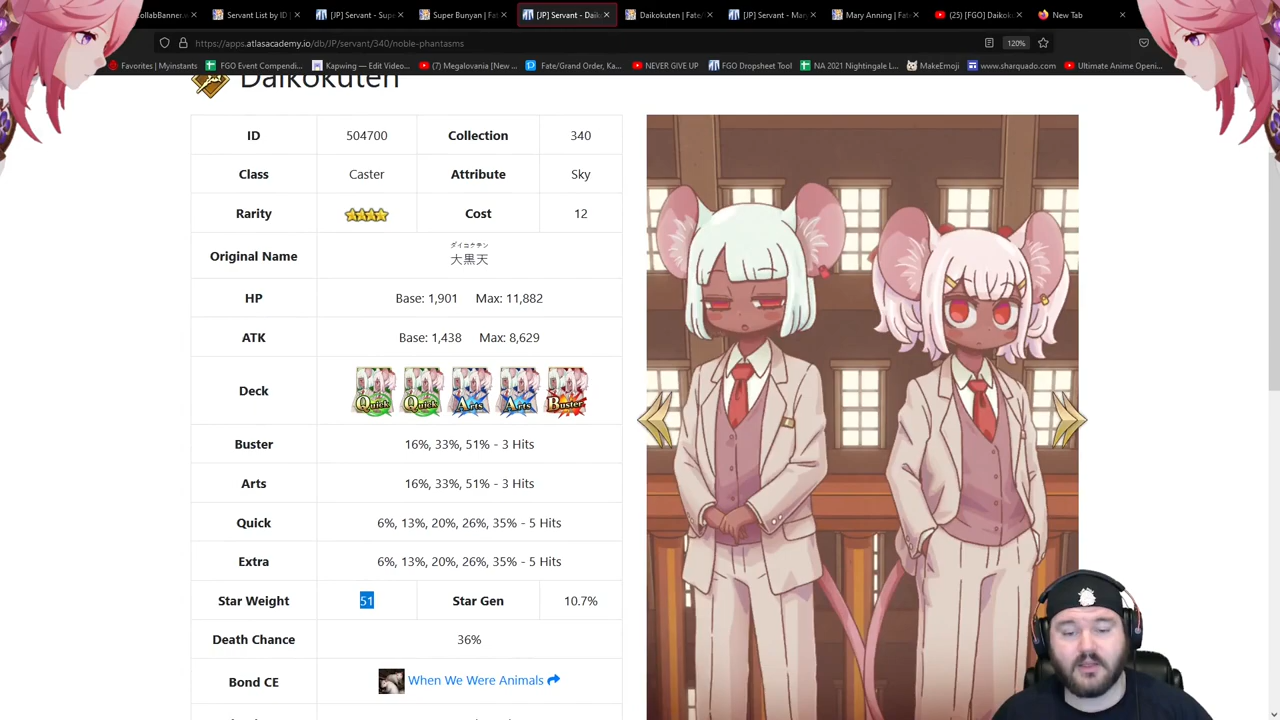 collabBanner.w
Servant List by ID |
[JP] Servant - Supe
Super Bunyan | Fat
[JP] Servant - Daik
Daikokuten | Fate/
[JP] Servant - Mar
Mary Anning | Fat
(25) [FGO] Daikok
New Tab
https://apps.atlasacademy.io/db/JP/servant/340/noble-phantasms
120%
Favorites | Myinstants
FGO Event Compendi...
Kapwing — Edit Video...
(7) Megalovania [New ...
Fate/Grand Order, Ka...
NEVER GIVE UP
FGO Dropsheet Tool
NA 2021 Nightingale L...
MakeEmoji
www.sharquado.com
Ultimate Anime Openi...
Daikokuten
ID 504700 Collection 340
Class Caster Attribute Sky
Rarity Cost 12
ダイコクテン
Original Name 大黒天
HP Base: 1,901 Max: 11,882
ATK Base: 1,438 Max: 8,629
Deck Quick Quick Arts Arts Buster
Buster 16%, 33%, 51% - 3 Hits
Arts 16%, 33%, 51% - 3 Hits
Quick 6%, 13%, 20%, 26%, 35% - 5 Hits
Extra 6%, 13%, 20%, 26%, 35% - 5 Hits
Star Weight 51 Star Gen 10.7%
Death Chance 36%
Bond CE When We Were Animals